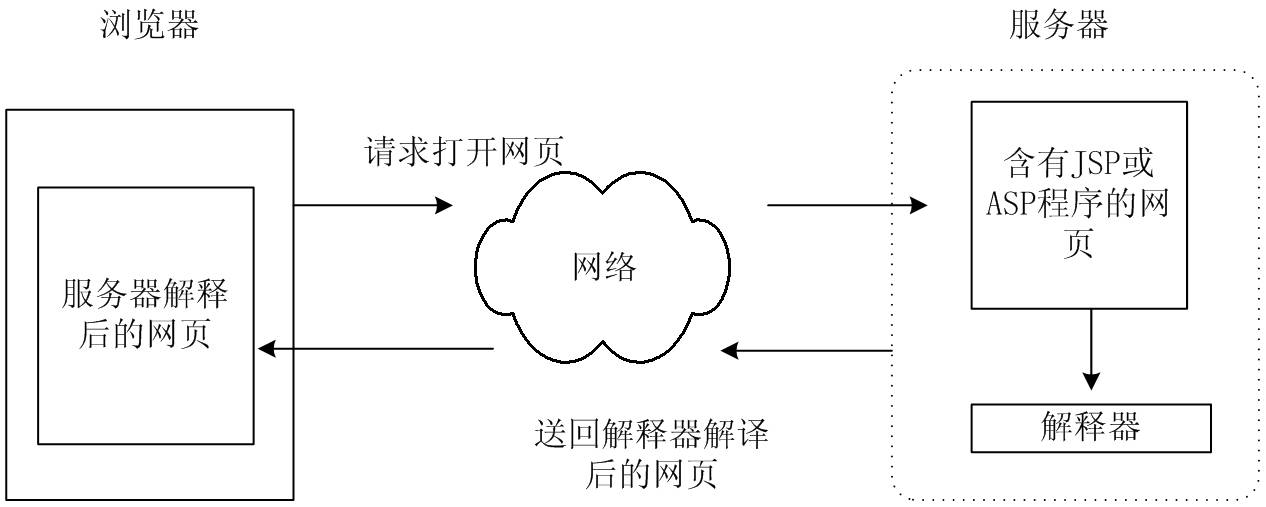 浏览器
服务器
请求打开网页
含有JSP或
ASP程序的网
页
网络
服务器解释
后的网页
解释器
送回解释器解译
后的网页